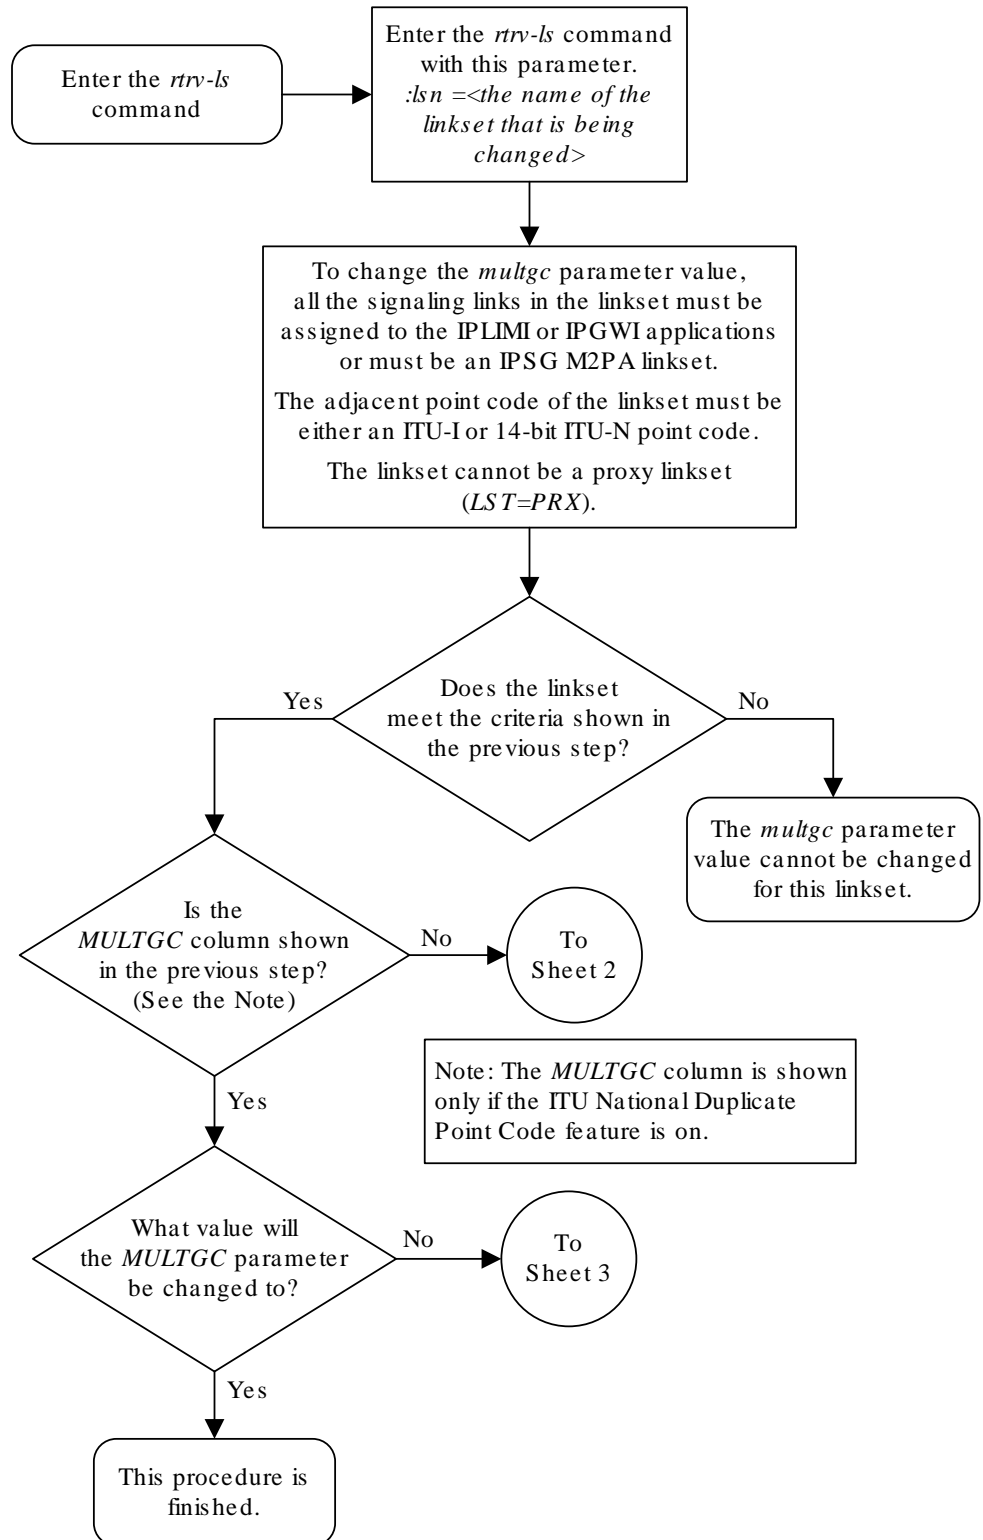 Enter the rtrv-ls
command
Enter the rtrv-ls command
with this parameter.
:lsn =<the name of the
linkset that is being
changed>
To change the multgc parameter value,
all the signaling links in the linkset must be
assigned to the IPLIMI or IPGWI applications
or must be an IPSG M2PA linkset.
The adjacent point code of the linkset must be
either an ITU-I or 14-bit ITU-N point code.
The linkset cannot be a proxy linkset
(LST=PRX).
Does the linkset
meet the criteria shown in
the previous step?
Yes
No
The multgc parameter
value cannot be changed
for this linkset.
Is the
MULTGC column shown
in the previous step?
(See the Note)
No
To
Sheet 2
Yes
Note: The MULTGC column is shown
only if the ITU National Duplicate
Point Code feature is on.
What value will
the MULTGC parameter
be changed to?
No
To
Sheet 3
Yes
This procedure is
finished.